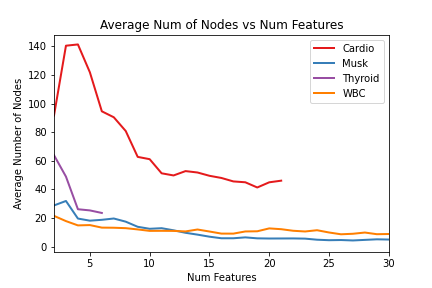 Average Num of Nodes vs Num Features
Cardio
Musk
Thyroid
WBC
Average Number of Nodes
140
120
100
80
60
40
20
0
5 10 15 20 25 30
Num Features